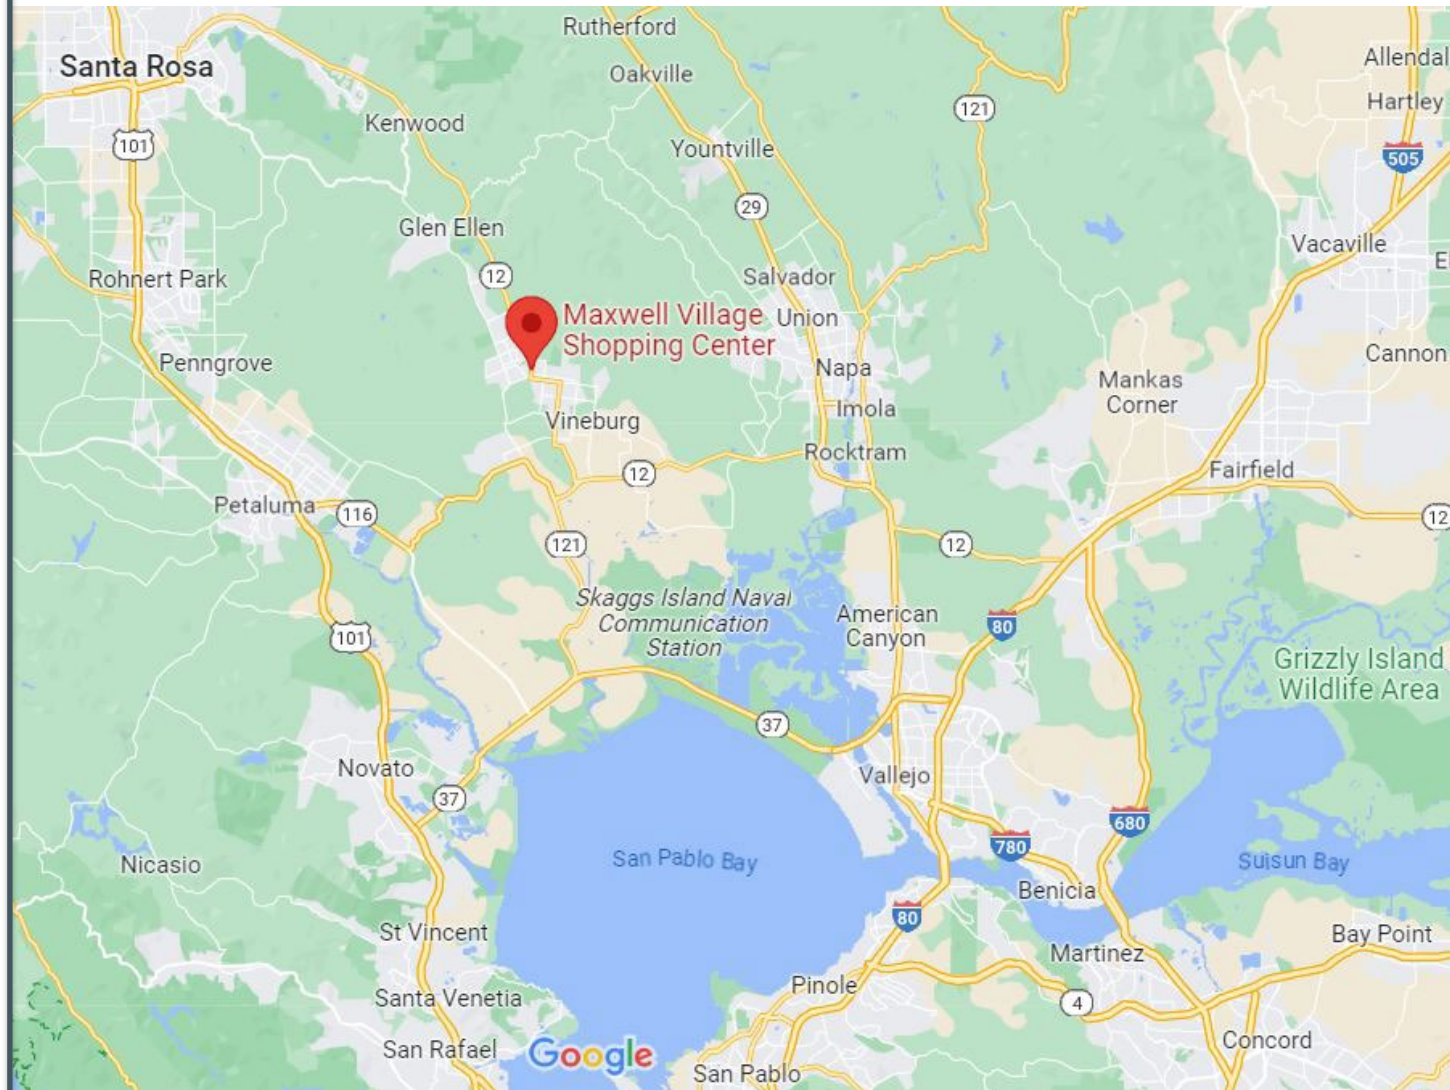 Rutherford
Santa Rosa
Oakville
Allendal
Hartley
121
Kenwood
101
Yountville
505
29
Glen Ellen
Vacaville
E
12
Salvador
Rohnert Park
Maxwell Village
Shopping Center
Union
Penngrove
Napa
Cannon
Mankas
Corner
Imola
Vineburg
Rocktram
12
Fairfield
Petaluma
116
12
121
12
Skaggs Island Naval
Communication
Station
American
Canyon
80
101
Grizzly Island
Wildlife Area
37
Novato
Vallejo
37
680
780
San Pablo Bay
Suisun Bay
Nicasio
Benicia
80
St Vincent
Bay Point
Martinez
Pinole
Santa Venetia
4
San Rafael
Google
Concord
San Pablo